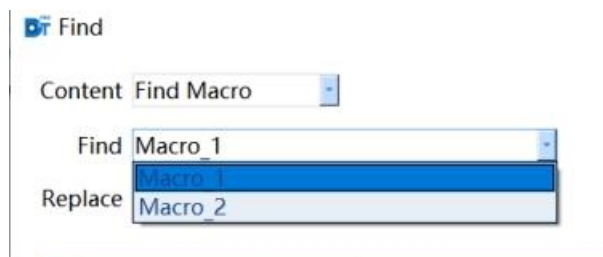 DT Find
Content Find Macro
Find Macro_1
Macro_1
Replace Macro_2